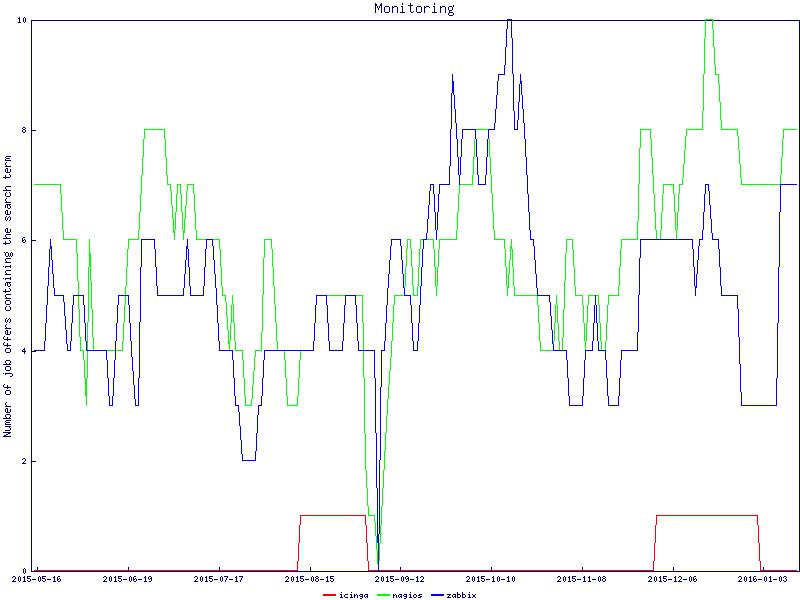 Monitoring
Number of job offers containing the search term
10
8
6
4
2
0
2015-05-16 2015-06-19 2015-07-17 2015-08-15 2015-09-12 2015-10-10 2015-11-08 2015-12-06 2016-01-03
icinga nagios zabbix